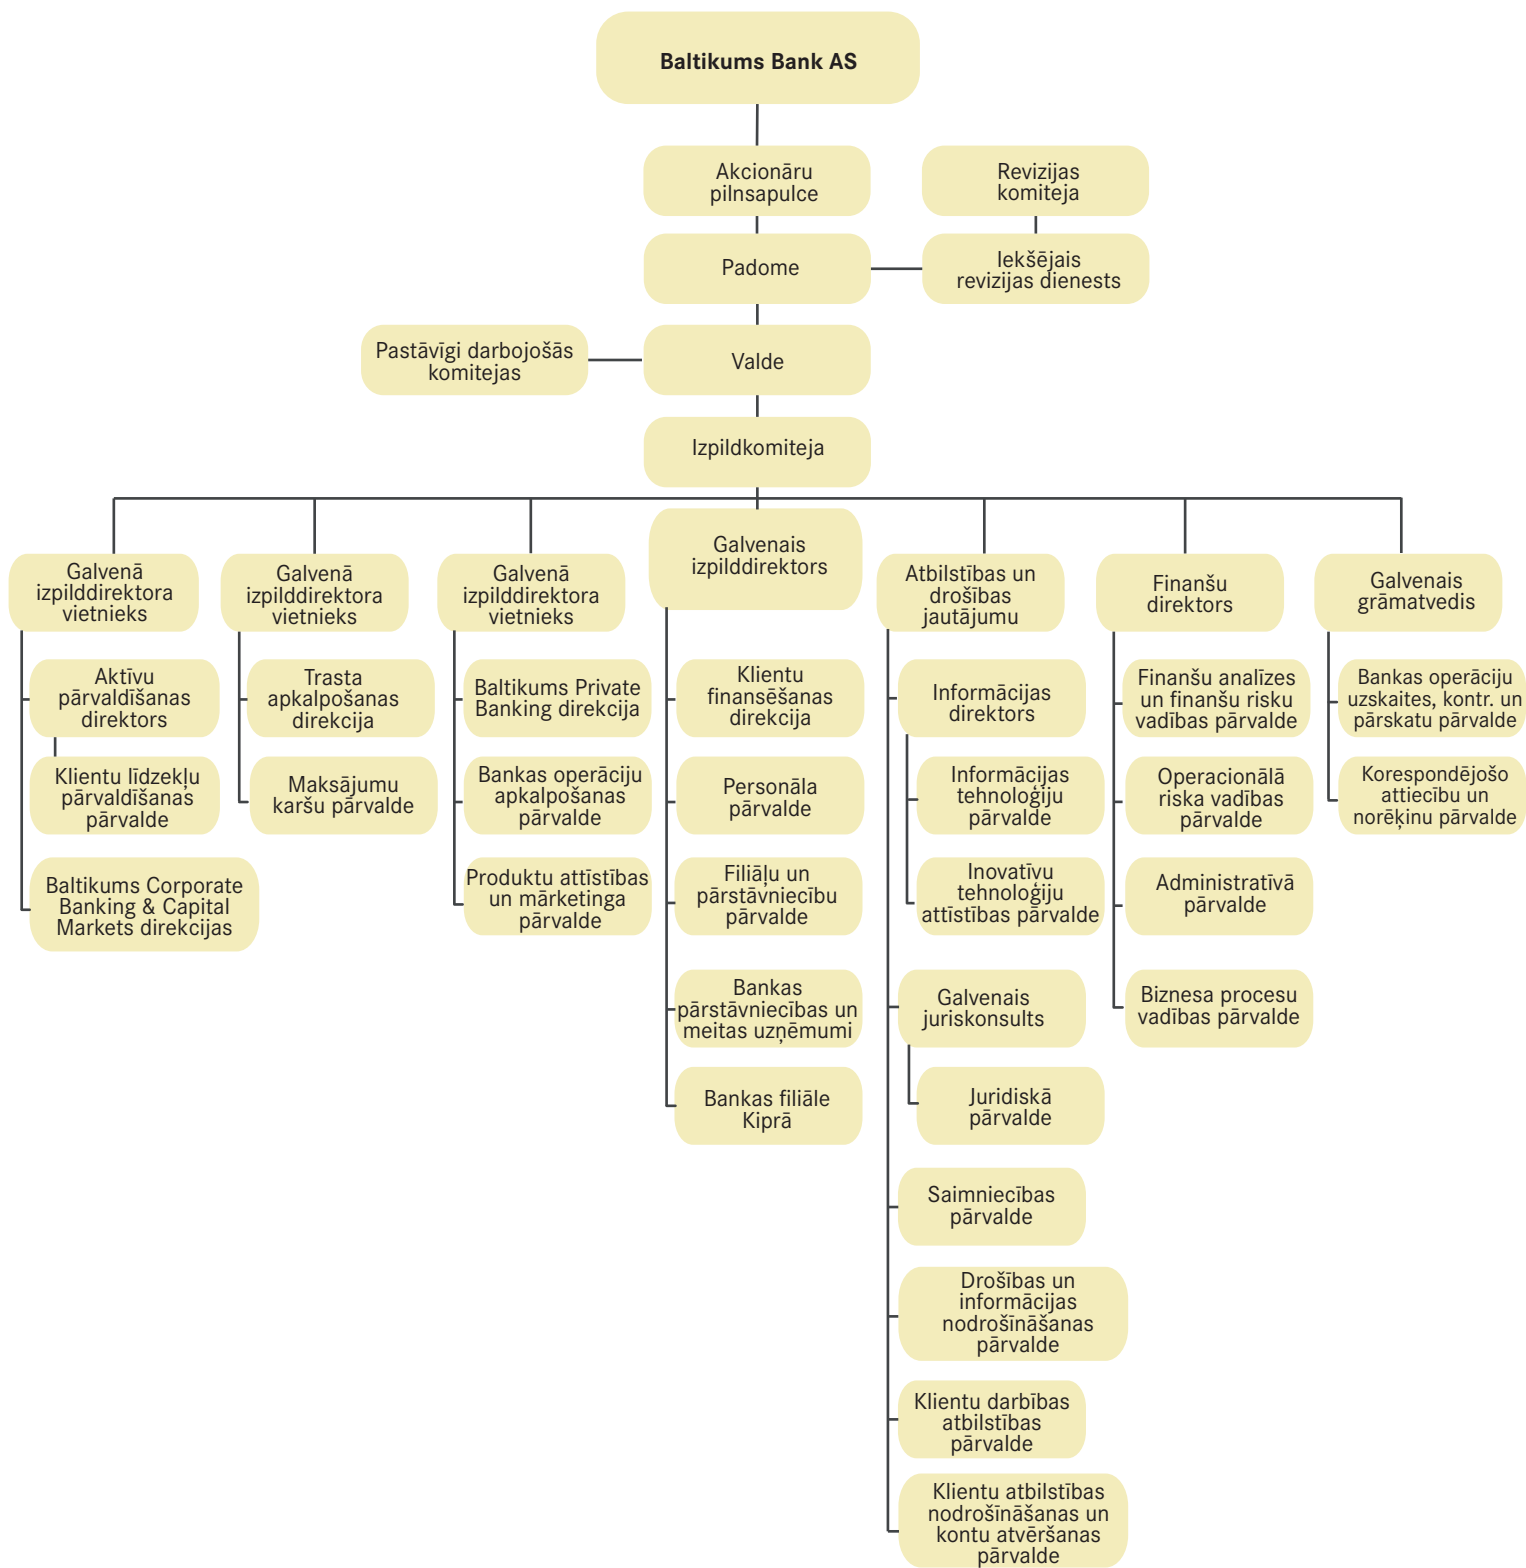 Baltikums Bank AS
Akcionāru
pilnsapulce
Revizijas
komiteja
Padome
Iekšējais
revizijas dienests
Pastāvīgi darbojošās
komitejas
Valde
Izpildkomiteja
Galvenā
izpilddirektora
vietnieks
Galvenā
izpilddirektora
vietnieks
Galvenā
izpilddirektora
vietnieks
Galvenais
izpilddirektors
Atbilstības un
drošības
jautājumu
Finanšu
direktors
Galvenais
grāmatvedis
Aktīvu
pārvaldīšanas
direktors
Klientu līdzekļu
pārvaldīšanas
pārvalde
Baltikums Corporate
Banking & Capital
Markets direkcijas
Trasta
apkalpošanas
direkcija
Maksājumu
karšu pārvalde
Baltikums Private
Banking direkcija
Bankas operāciju
apkalpošanas
pārvalde
Produktu attīstības
un mārketinga
pārvalde
Klientu
finansēšanas
direkcija
Personāla
pārvalde
Filiāļu un
pārstāvniecību
pārvalde
Bankas
pārstāvniecības un
meitas uzņēmumi
Bankas filiāle
Kiprā
Informācijas
direktors
Informācijas
tehnoloģiju
pārvalde
Inovatīvu
tehnoloģiju
attīstības pārvalde
Galvenais
juriskonsults
Juridiskā
pārvalde
Saimniecības
pārvalde
Drošības un
informācijas
nodrošināšanas
pārvalde
Klientu darbības
atbilstības
pārvalde
Klientu atbilstības
nodrošināšanas un
kontu atvēršanas
pārvalde
Finanšu analīzes
un finanšu risku
vadības pārvalde
Operacionālā
riska vadības
pārvalde
Administratīvā
pārvalde
Biznesa procesu
vadības pārvalde
Bankas operāciju
uzskaites, kontr. un
pārskatu pārvalde
Korespondējošo
attiecību un
norēķinu pārvalde